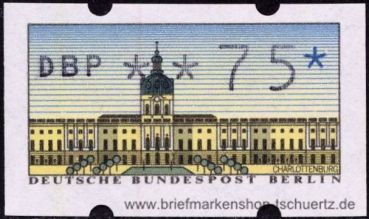 DBP ** 75*
CHARLOTTENBURG
DEUTSCHE BUNDESPOST BERLIN
www.briefmarkenshop-tschuertz.de